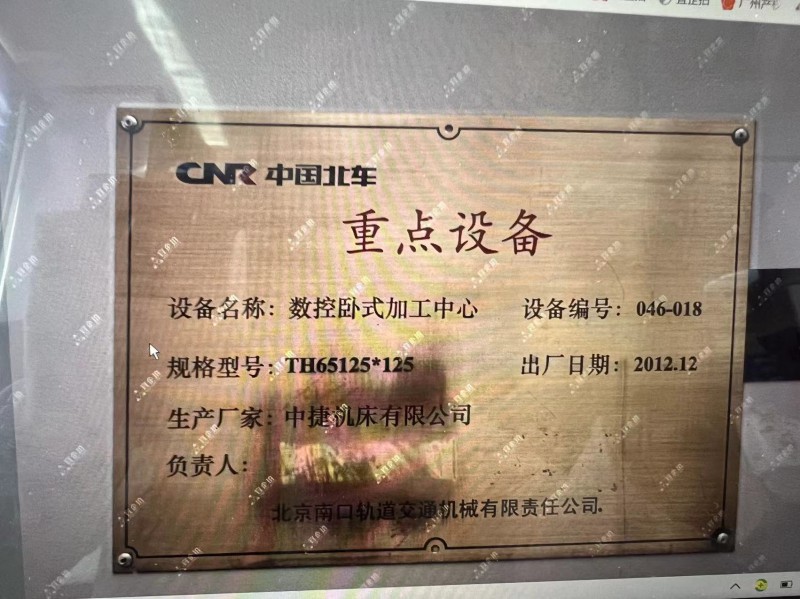 CNR 中国北车
重点设备
设备名称：数控卧式加工中心 设备编号：046-018
规格型号：TH65125*125 出厂日期：2012.12
生产厂家：中捷机床有限公司
负责人：
北京南口轨道交通机械有限责任公司